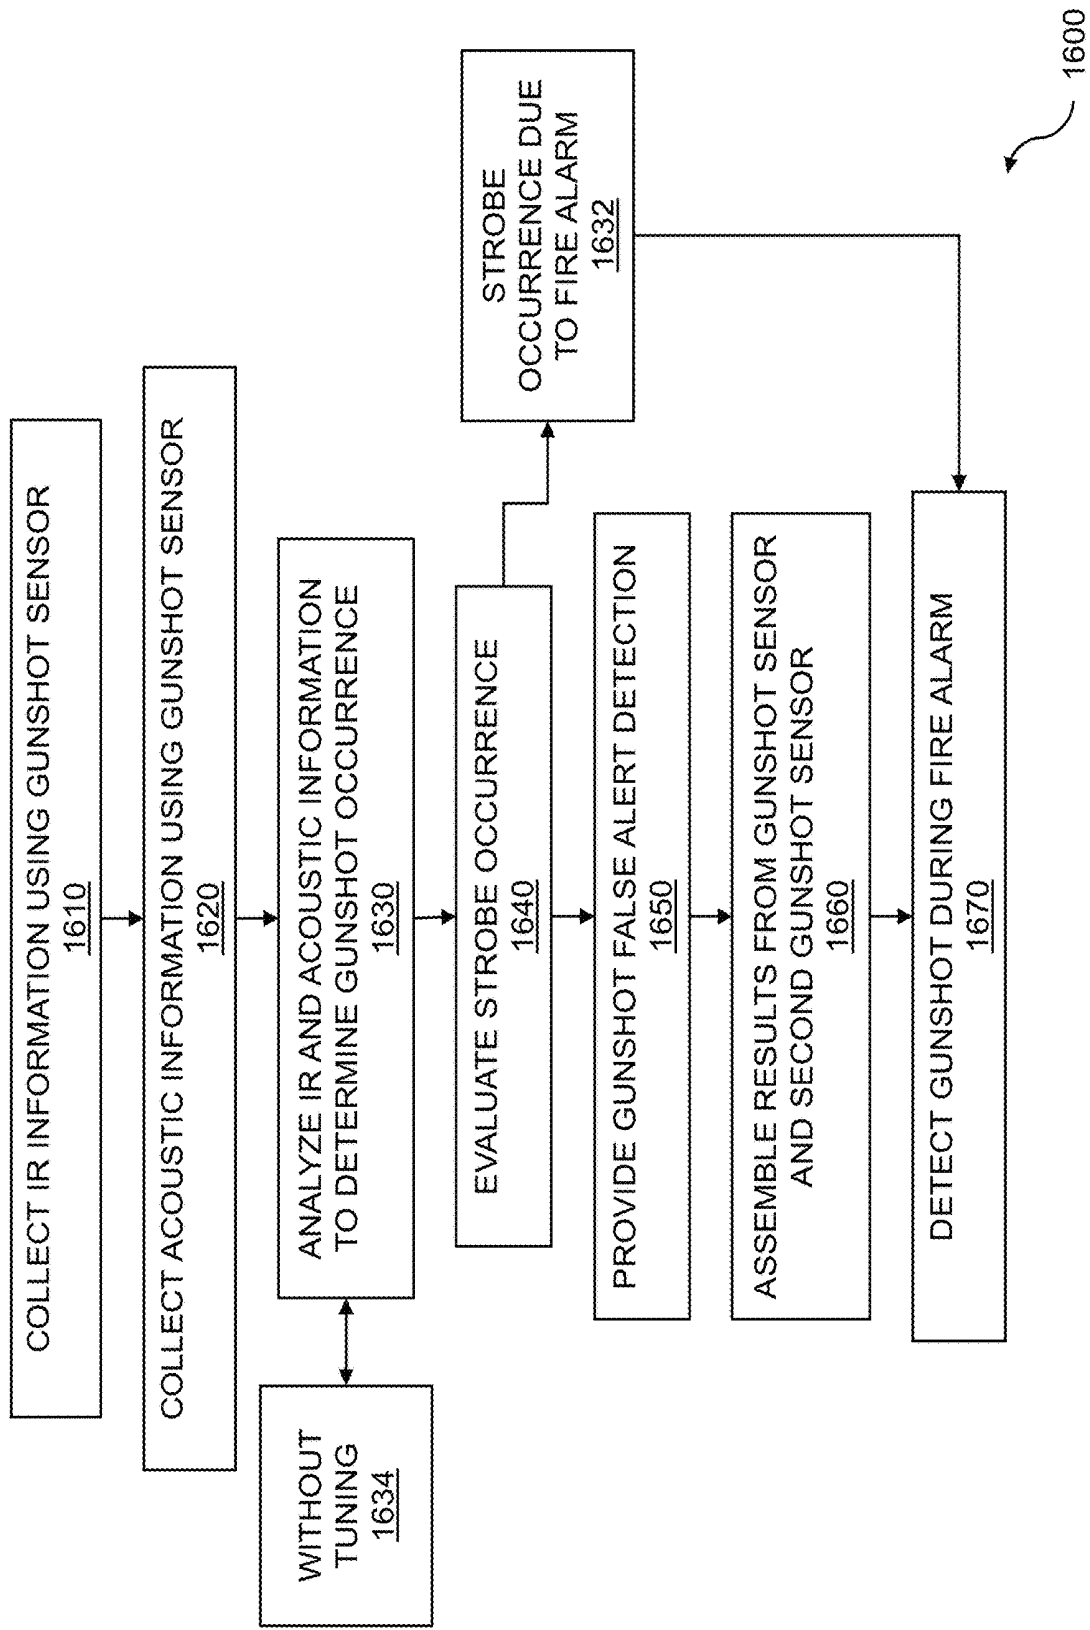 COLLECT IR INFORMATION USING GUNSHOT SENSOR
1610
COLLECT ACOUSTIC INFORMATION USING GUNSHOT SENSOR
1620
ANALYZE IR AND ACOUSTIC INFORMATION
TO DETERMINE GUNSHOT OCCURRENCE
1630
WITHOUT
TUNING
1634
EVALUATE STROBE OCCURRENCE
1640
STROBE
OCCURRENCE DUE
TO FIRE ALARM
1632
PROVIDE GUNSHOT FALSE ALERT DETECTION
1650
ASSEMBLE RESULTS FROM GUNSHOT SENSOR
AND SECOND GUNSHOT SENSOR
1660
DETECT GUNSHOT DURING FIRE ALARM
1670
1600